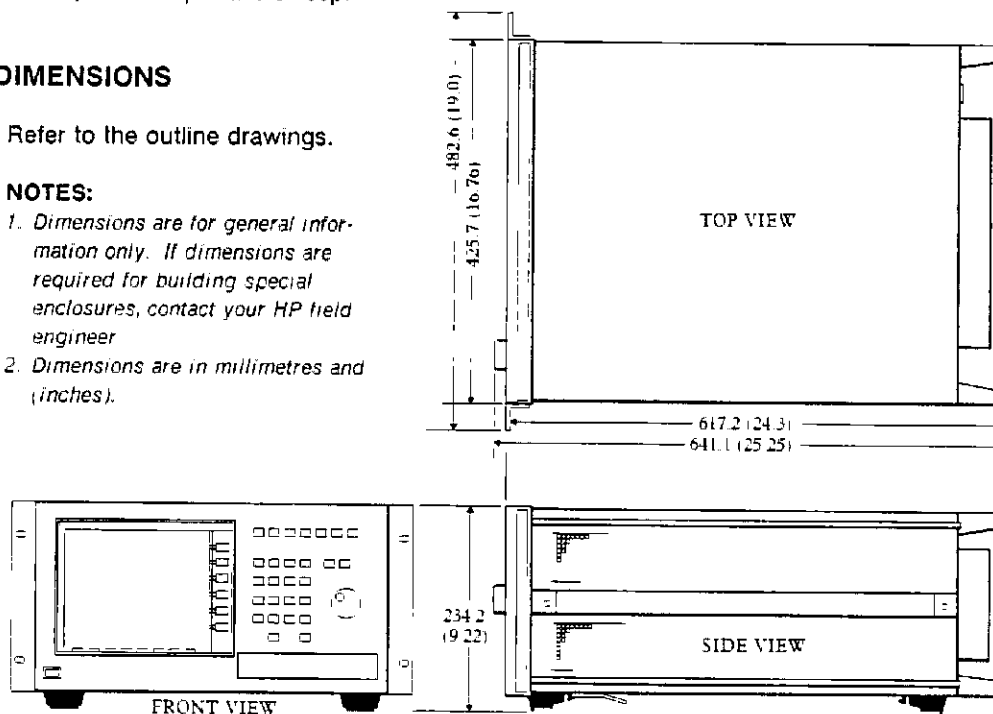 DIMENSIONS
Refer to the outline drawings.
NOTES:
1. Dimensions are for general infor-
mation only. If dimensions are
required for building special
enclosures, contact your HP field
engineer
2. Dimensions are in millimetres and
(inches).
482.6 (19.0)
425.7 (16.76)
TOP VIEW
617.2 (24.3)
641.1 (25.25)
234.2
(9.22)
SIDE VIEW
FRONT VIEW